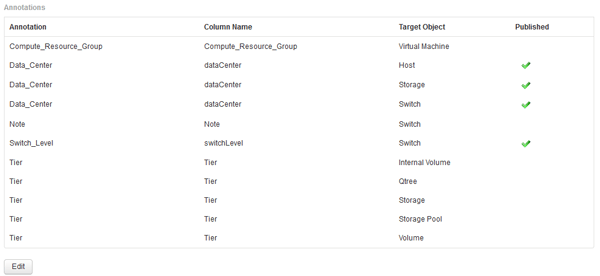 Annotations
Annotation Column Name Target Object Published
Compute_Resource_Group Compute_Resource_Group Virtual Machine
Data_Center dataCenter Host
Data_Center dataCenter Storage
Data_Center dataCenter Switch
Note Note Switch
Switch_Level switchLevel Switch
Tier Tier Internal Volume
Tier Tier Qtree
Tier Tier Storage
Tier Tier Storage Pool
Tier Tier Volume
Edit